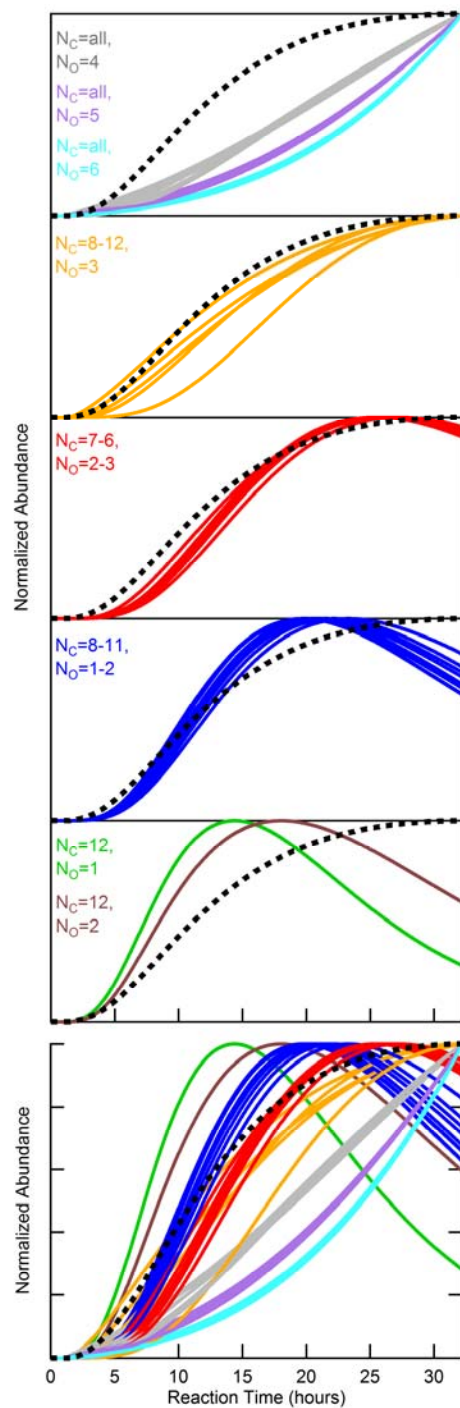 N_C=all,
N_O=4
N_C=all,
N_O=5
N_C=all,
N_O=6
N_C=8-12,
N_O=3
Normalized Abundance
N_C=7-6,
N_O=2-3
N_C=8-11,
N_O=1-2
N_C=12,
N_O=1
N_C=12,
N_O=2
Normalized Abundance
0 5 10 15 20 25 30
Reaction Time (hours)